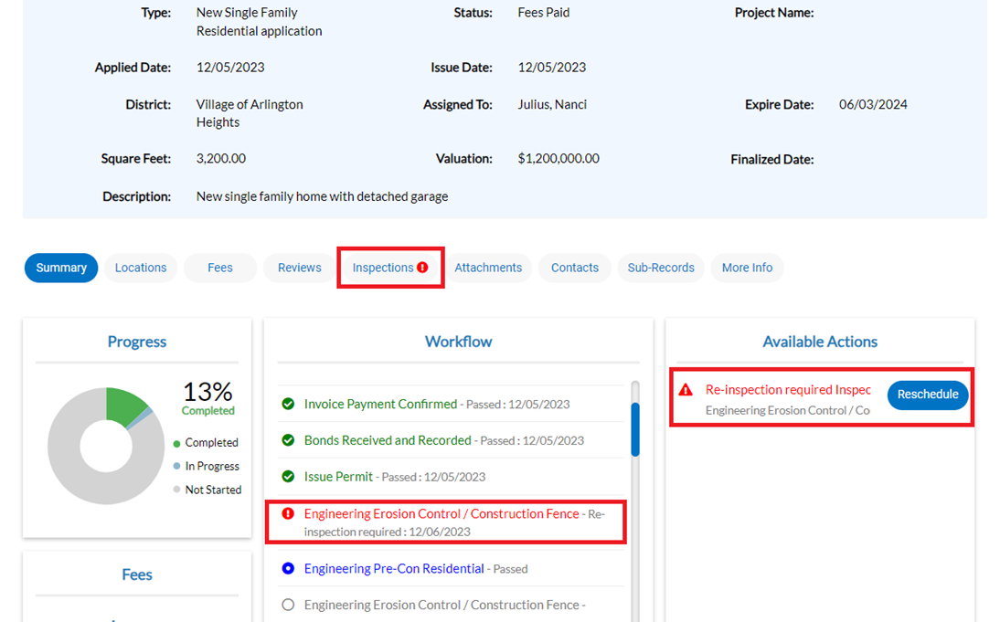 Type: New Single Family Status: Fees Paid Project Name:
Residential application
Applied Date: 12/05/2023 Issue Date: 12/05/2023
District: Village of Arlington Assigned To: Julius, Nanci Expire Date: 06/03/2024
Heights
Square Feet: 3,200.00 Valuation: $1,200,000.00 Finalized Date:
Description: New single family home with detached garage
Summary Locations Fees Reviews Inspections Attachments Contacts Sub-Records More Info
Progress
13%
Completed
Completed
In Progress
Not Started
Fees
Workflow
Invoice Payment Confirmed - Passed : 12/05/2023
Bonds Received and Recorded - Passed : 12/05/2023
Issue Permit - Passed : 12/05/2023
Engineering Erosion Control / Construction Fence - Re-
inspection required : 12/06/2023
Engineering Pre-Con Residential - Passed
Engineering Erosion Control / Construction Fence -
Available Actions
Re-inspection required Inspec
Engineering Erosion Control / Co
Reschedule